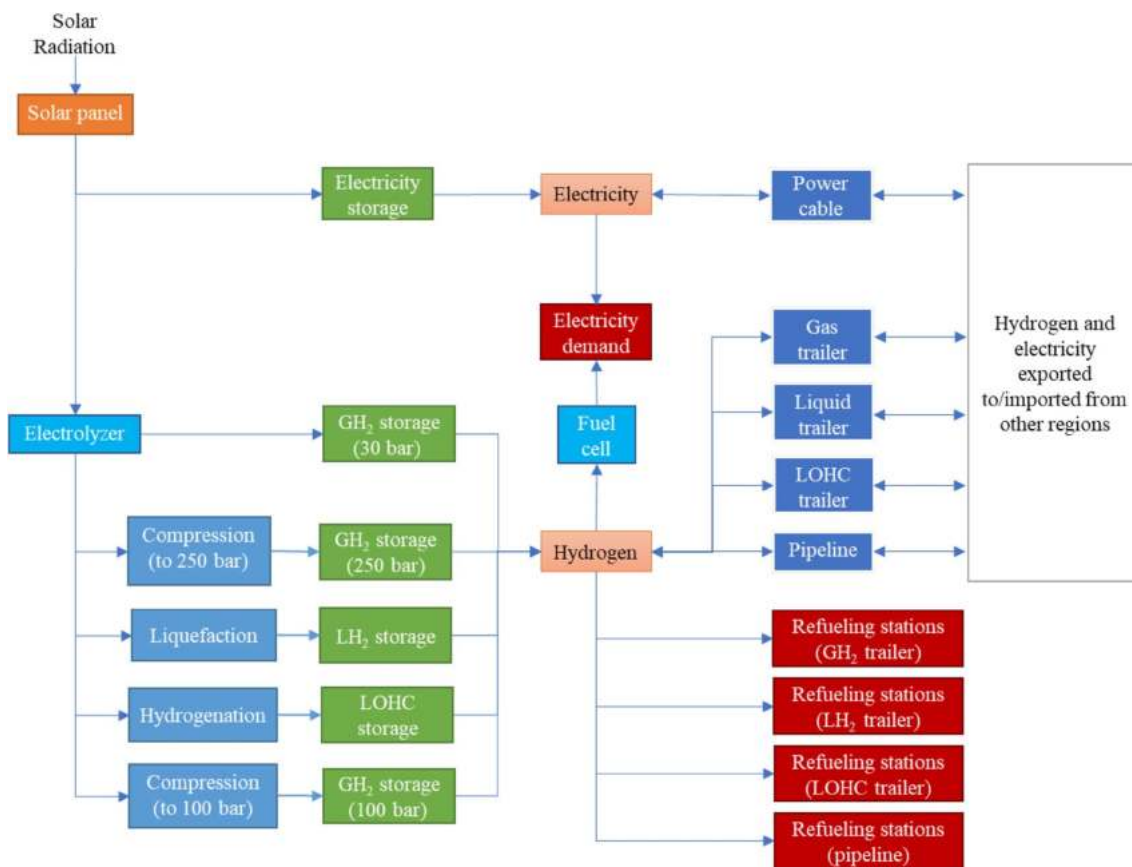 Solar
Radiation
Solar panel
Electricity
storage
Electricity
Power
cable
Electricity
demand
Gas
trailer
Hydrogen and
electricity
exported
to/imported from
other regions
Electrolyzer
GH₂ storage
(30 bar)
Fuel
cell
Liquid
trailer
LOHC
trailer
Compression
(to 250 bar)
GH₂ storage
(250 bar)
Hydrogen
Pipeline
Liquefaction
LH₂ storage
Refueling stations
(GH₂ trailer)
Hydrogenation
LOHC
storage
Refueling stations
(LH₂ trailer)
Compression
(to 100 bar)
GH₂ storage
(100 bar)
Refueling stations
(LOHC trailer)
Refueling stations
(pipeline)